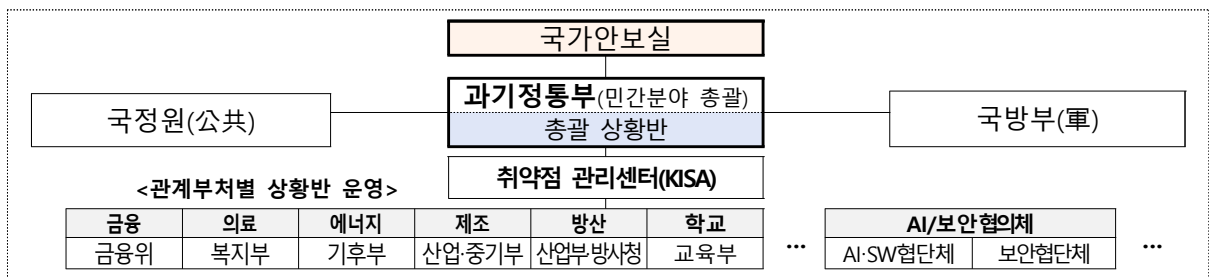 국가안보실
과기정통부(민간분야 총괄)
총괄 상황반
국정원(公共)
국방부(軍)
취약점 관리센터(KISA)
<관계부처별 상황반 운영>
금융 의료 에너지 제조 방산 학교 AI/보안협의체
금융위 복지부 기후부 산업·중기부 산업부·방사청 교육부 ... AI·SW협단체 보안협단체 ...